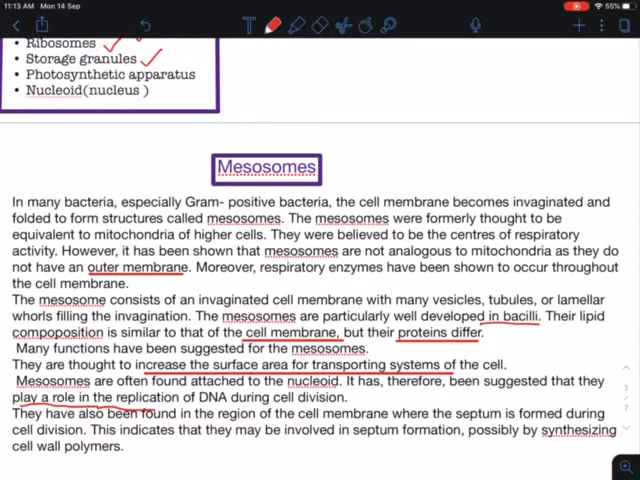 11:13 AM Mon 14 Sep
55%
• Ribosomes
• Storage granules
• Photosynthetic apparatus
• Nucleoid(nucleus )
Mesosomes
In many bacteria, especially Gram- positive bacteria, the cell membrane becomes invaginated and
folded to form structures called mesosomes. The mesosomes were formerly thought to be
equivalent to mitochondria of higher cells. They were believed to be the centres of respiratory
activity. However, it has been shown that mesosomes are not analogous to mitochondria as they do
not have an outer membrane. Moreover, respiratory enzymes have been shown to occur throughout
the cell membrane.
The mesosome consists of an invaginated cell membrane with many vesicles, tubules, or lamellar
whorls filling the invagination. The mesosomes are particularly well developed in bacilli. Their lipid
compoposition is similar to that of the cell membrane, but their proteins differ.
Many functions have been suggested for the mesosomes.
They are thought to increase the surface area for transporting systems of the cell.
Mesosomes are often found attached to the nucleoid. It has, therefore, been suggested that they
play a role in the replication of DNA during cell division.
They have also been found in the region of the cell membrane where the septum is formed during
cell division. This indicates that they may be involved in septum formation, possibly by synthesizing
cell wall polymers.
1
/
7